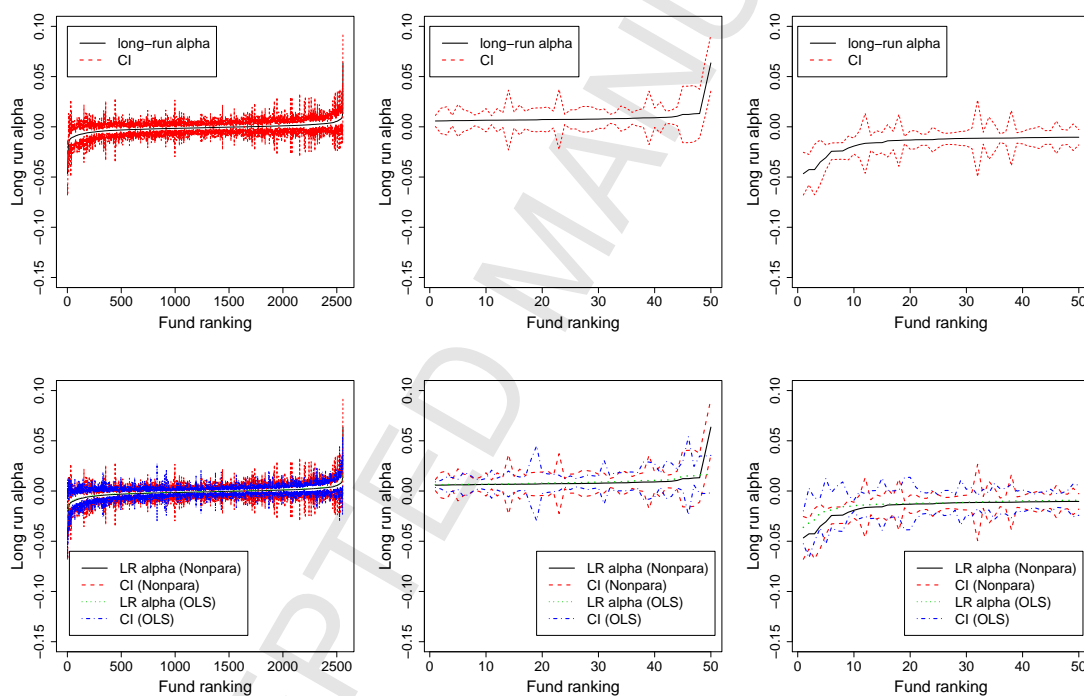 long−run alpha
CI
Long run alpha
0.10
0.05
0.00
−0.05
−0.10
−0.15
0 500 1000 1500 2000 2500
Fund ranking
long−run alpha
CI
Long run alpha
0.10
0.05
0.00
−0.05
−0.10
−0.15
0 10 20 30 40 50
Fund ranking
long−run alpha
CI
Long run alpha
0.10
0.05
0.00
−0.05
−0.10
−0.15
0 10 20 30 40 50
Fund ranking
Long run alpha
0.10
0.05
0.00
−0.05
−0.10
−0.15
LR alpha (Nonpara)
CI (Nonpara)
LR alpha (OLS)
CI (OLS)
0 500 1000 1500 2000 2500
Fund ranking
Long run alpha
0.10
0.05
0.00
−0.05
−0.10
−0.15
LR alpha (Nonpara)
CI (Nonpara)
LR alpha (OLS)
CI (OLS)
0 10 20 30 40 50
Fund ranking
Long run alpha
0.10
0.05
0.00
−0.05
−0.10
−0.15
LR alpha (Nonpara)
CI (Nonpara)
LR alpha (OLS)
CI (OLS)
0 10 20 30 40 50
Fund ranking
EPTED MANU